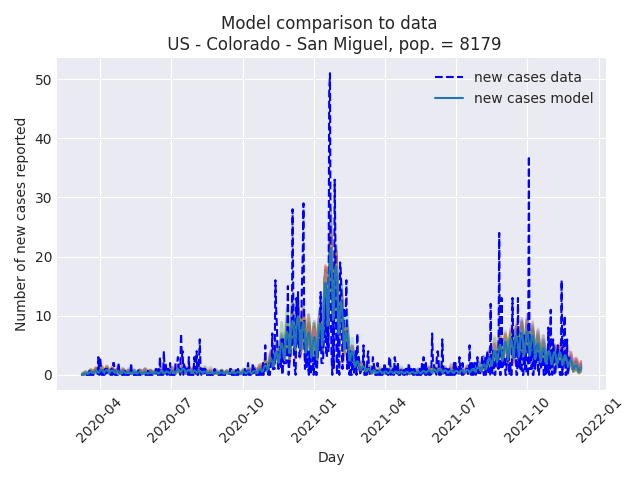 Model comparison to data
US - Colorado - San Miguel, pop. = 8179
new cases data
new cases model
Number of new cases reported
50
40
30
20
10
0
2020-04
2020-07
2020-10
2021-01
2021-04
2021-07
2021-10
2022-01
Day